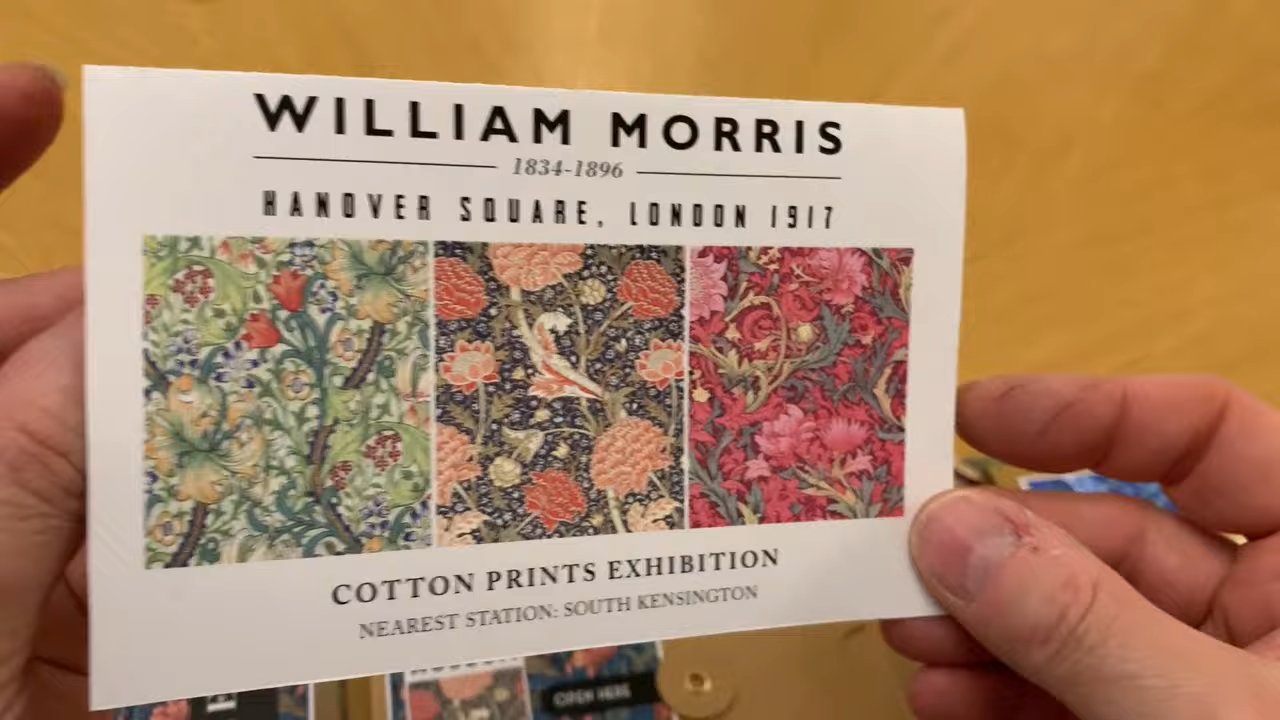 WILLIAM MORRIS
1834-1896
HANOVER SQUARE, LONDON 1917
COTTON PRINTS EXHIBITION
NEAREST STATION: SOUTH KENSINGTON
OPEN HERE